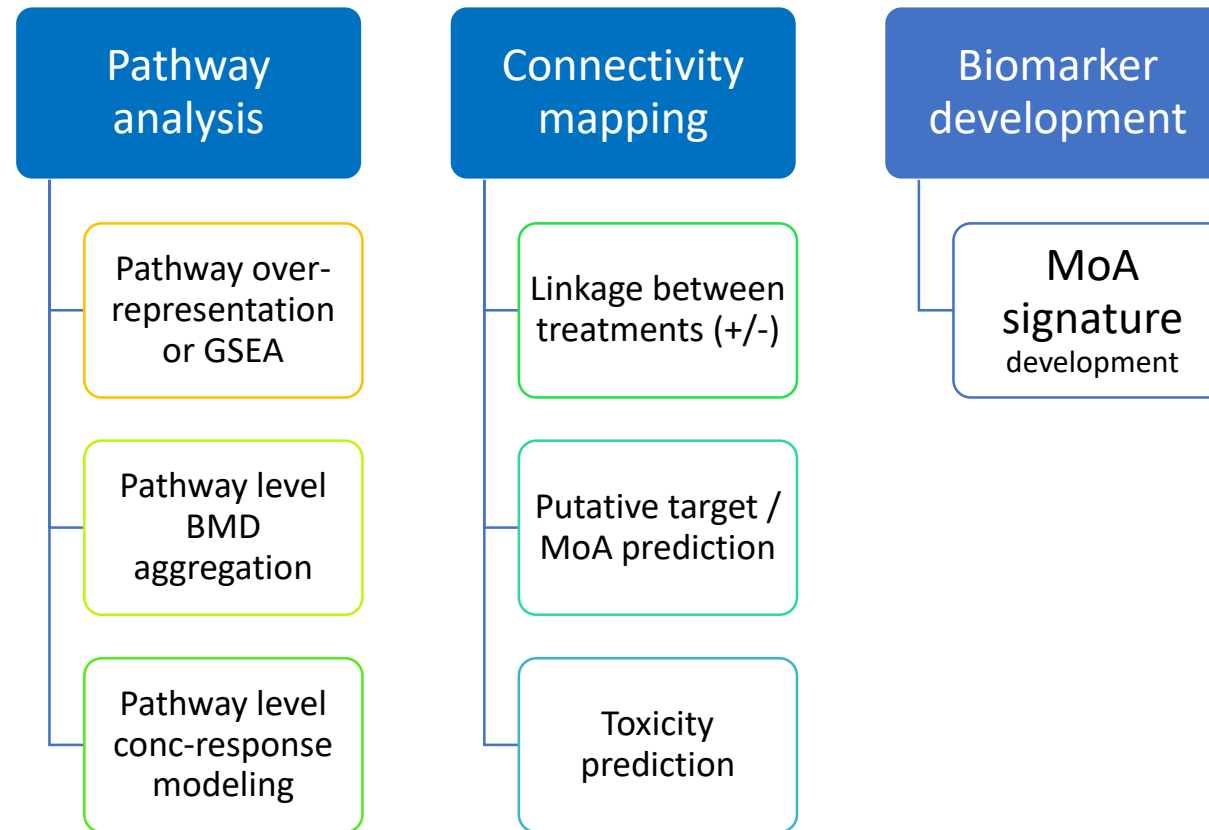 Pathway
analysis
Pathway over-
representation
or GSEA
Pathway level
BMD
aggregation
Pathway level
conc-response
modeling
Connectivity
mapping
Linkage between
treatments (+/-)
Putative target /
MoA prediction
Toxicity
prediction
Biomarker
development
MoA
signature
development